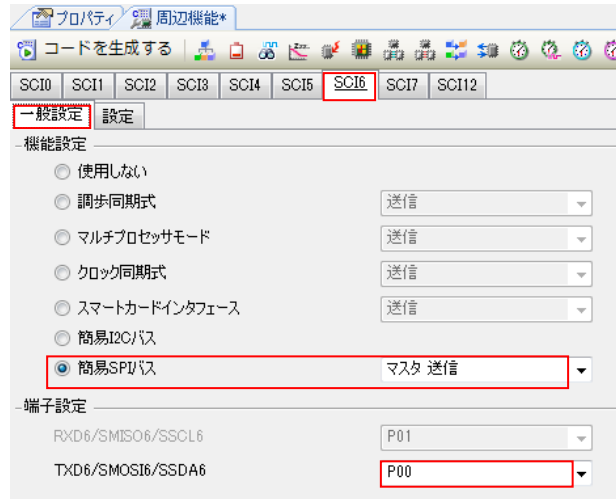 プロパティ 周辺機能*
コードを生成する
SCI0 SCI1 SCI2 SCI3 SCI4 SCI5 SCI6 SCI7 SCI12
一般設定 設定
機能設定
使用しない
調歩同期式 送信
マルチプロセッサモード 送信
クロック同期式 送信
スマートカードインタフェース 送信
簡易I2Cバス
簡易SPIバス マスタ 送信
端子設定
RXD6/SMISO6/SSCL6 P01
TXD6/SMOSI6/SSDA6 P00